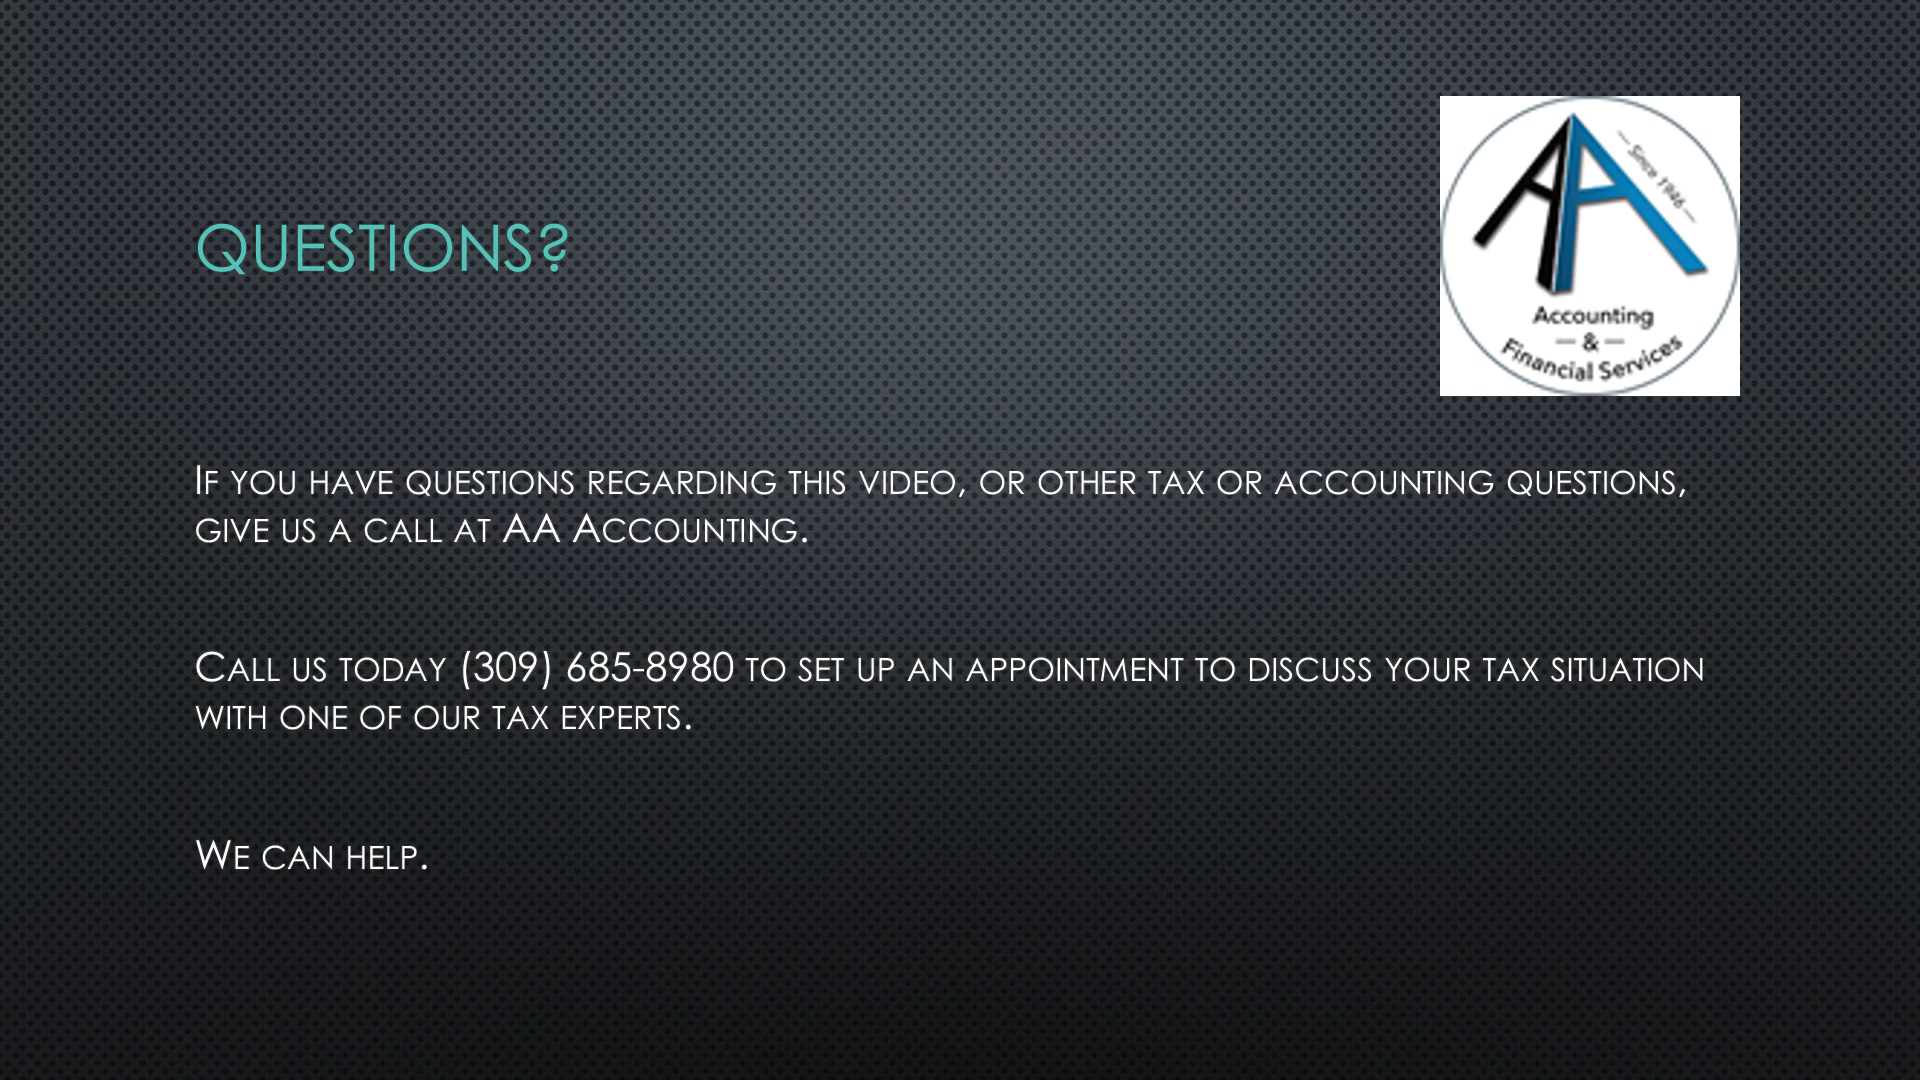 QUESTIONS?
AA
— Since 1946 —
Accounting
— & —
Financial Services
If you have questions regarding this video, or other tax or accounting questions,
give us a call at AA Accounting.
Call us today (309) 685-8980 to set up an appointment to discuss your tax situation
with one of our tax experts.
We can help.